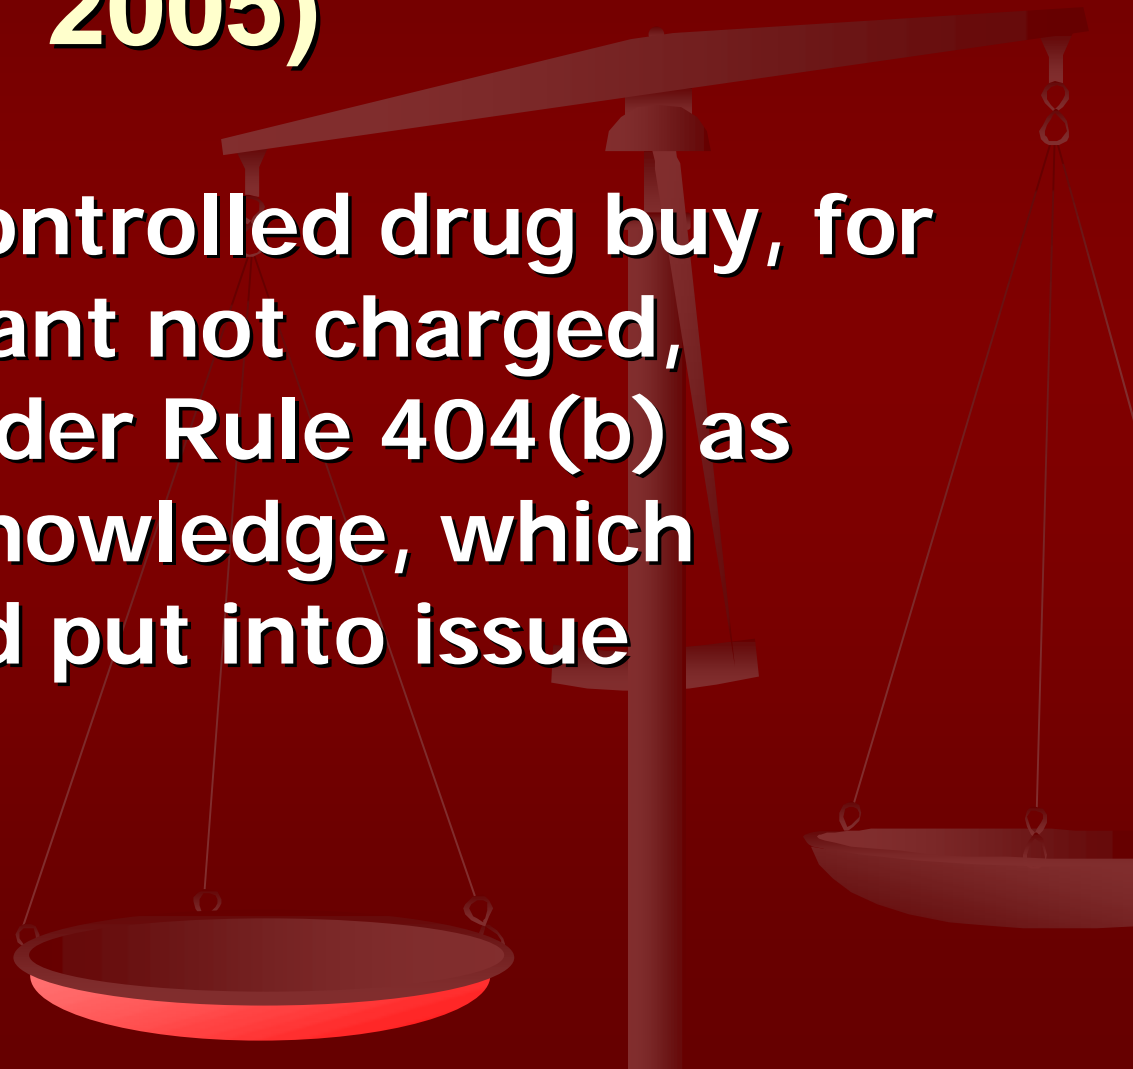 2005)
ontrolled drug buy, for
ant not charged,
der Rule 404(b) as
nowledge, which
d put into issue